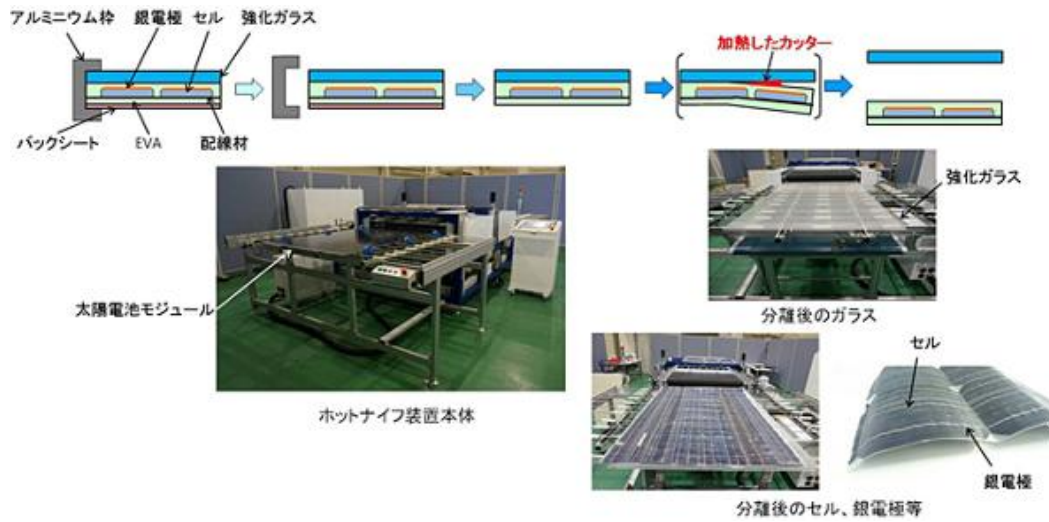 アルミニウム枠
銀電極
セル
強化ガラス
加熱したカッター
バックシート
EVA
配線材
強化ガラス
太陽電池モジュール
分離後のガラス
セル
ホットナイフ装置本体
銀電極
分離後のセル、銀電極等